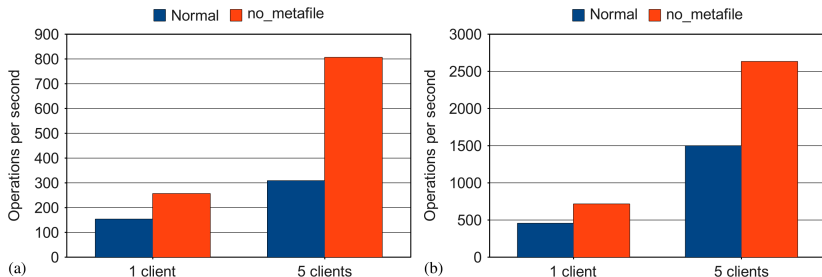 Normal no_metafile
Operations per second
900
800
700
600
500
400
300
200
100
0
1 client 5 clients
(a)
Normal no_metafile
Operations per second
3000
2500
2000
1500
1000
500
0
1 client 5 clients
(b)